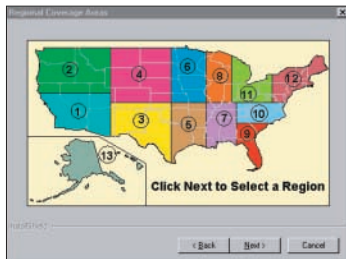 Regional Coverage Areas
2
4
6
8
11
12
1
3
5
7
10
9
13
Click Next to Select a Region
InstallShield
< Back
Next >
Cancel